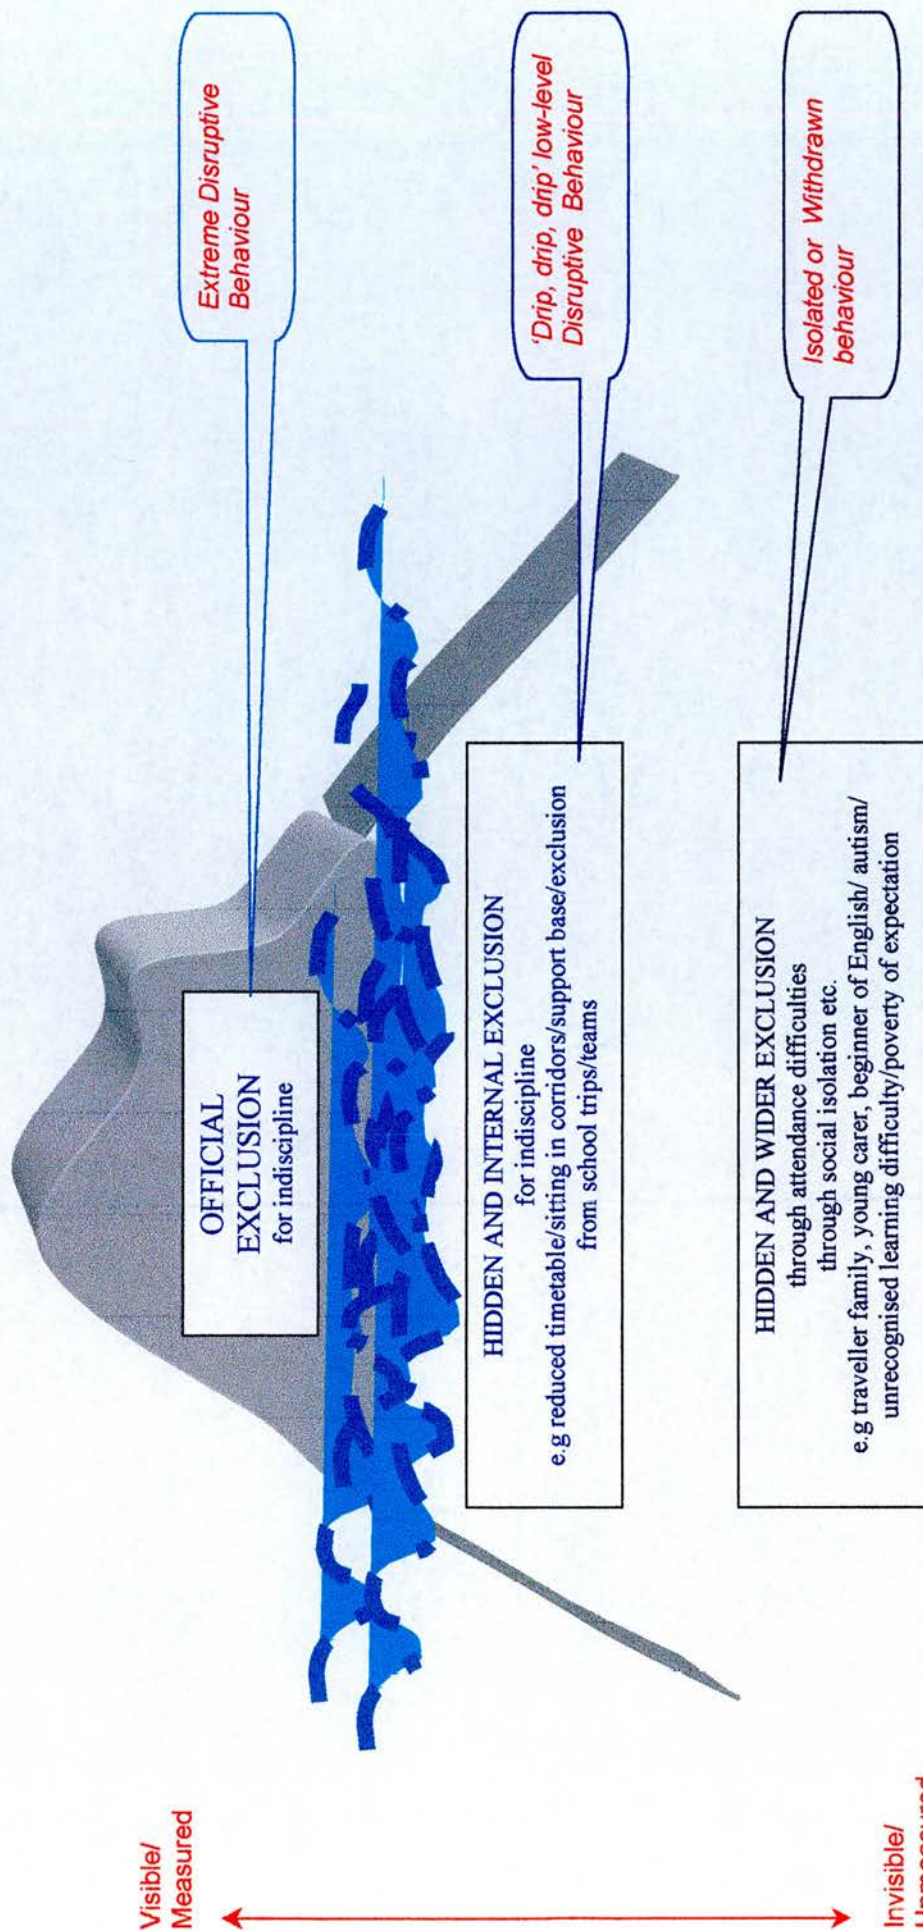 Visible/
Measured
OFFICIAL
EXCLUSION
for indiscipline
Extreme Disruptive
Behaviour
HIDDEN AND INTERNAL EXCLUSION
for indiscipline
e.g reduced timetable/sitting in corridors/support base/exclusion
from school trips/teams
'Drip, drip, drip' low-level
Disruptive Behaviour
HIDDEN AND WIDER EXCLUSION
through attendance difficulties
through social isolation etc.
e.g traveller family, young carer, beginner of English/ autism/
unrecognised learning difficulty/poverty of expectation
Isolated or Withdrawn
behaviour
Invisible/